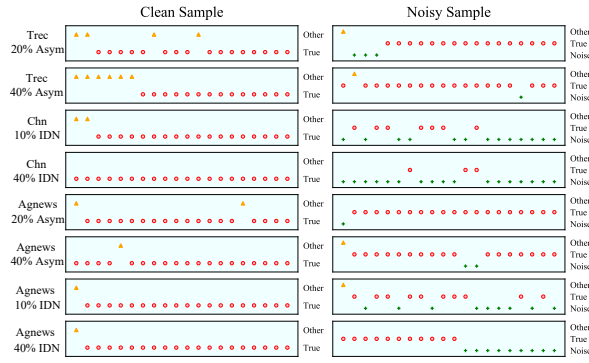 Clean Sample
Noisy Sample
Trec
20% Asym
Other
True
Other
True
Noise
Trec
40% Asym
Other
True
Other
True
Noise
Chn
10% IDN
Other
True
Other
True
Noise
Chn
40% IDN
Other
True
Other
True
Noise
Agnews
20% Asym
Other
True
Other
True
Noise
Agnews
40% Asym
Other
True
Other
True
Noise
Agnews
10% IDN
Other
True
Other
True
Noise
Agnews
40% IDN
Other
True
Other
True
Noise